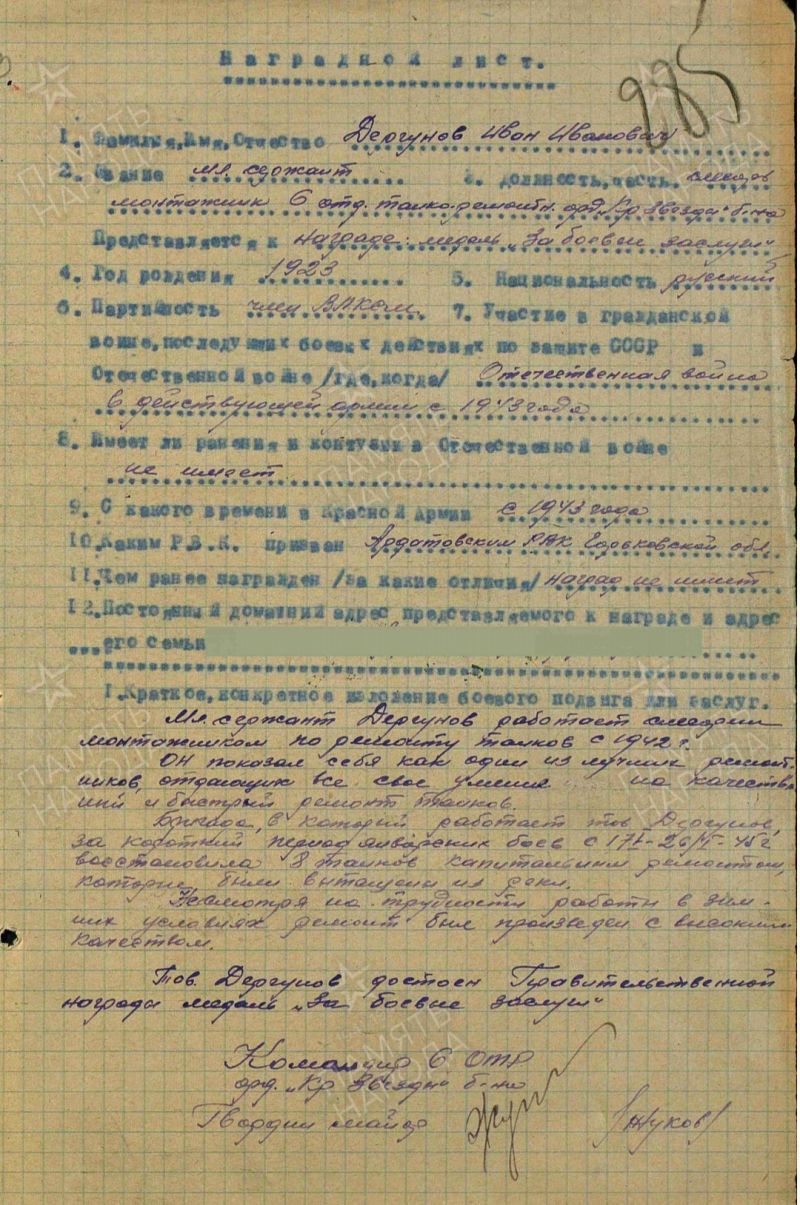 285
Наградной лист.
1. Фамилия, Имя, Отчество Дергунов Иван Иванович
2. Звание мл. сержант 3. должность, часть. слесарь
монтажник 6 отд. танко-ремонтн. орд. „Кр Звезды" б-на
Представляется к награде: медаль „За боевые заслуги"
4. Год рождения 1923 5. Национальность русский
6. Партийность член ВЛКСМ. 7. Участие в гражданской
войне, последующих боевых действиях по защите СССР и
Отечественной войне /где, когда/ Отечественная война
в действующей армии с 1943 года
8. Имеет ли ранения и контузии в Отечественной войне
не имеет
9. С какого времени в Красной Армии с 1943 года
10. Каким Р.В.К. призван Ардатовским РВК Горьковской обл.
11. Чем ранее награжден /за какие отличия/ наград не имеет
12. Постоянный домашний адрес представляемого к награде и адрес
его семьи
1. Краткое, конкретное изложение боевого подвига или заслуг.
Мл. сержант Дергунов работает слесарем
монтажником по ремонту танков с 1942 г.
Он показал себя как один из лучших ремонт-
ников, отдающих все свое умение на качествен
ный и быстрый ремонт танков.
Бригада, в которой работает тов Дергунов,
за короткий период январских боев с 17/I-26/I-45 г
восстановила 8 танков капитальным ремонтом,
которые были вытащены из реки.
Несмотря на трудности работы в зим-
них условиях ремонт был произведен с высоким
качеством.
Тов. Дергунов достоен Правительственной
награды медаль „За боевые заслуги"
Командир 6 ОТР
орд. „Кр Звезды" б-на
Гвардии майор /Жуков/